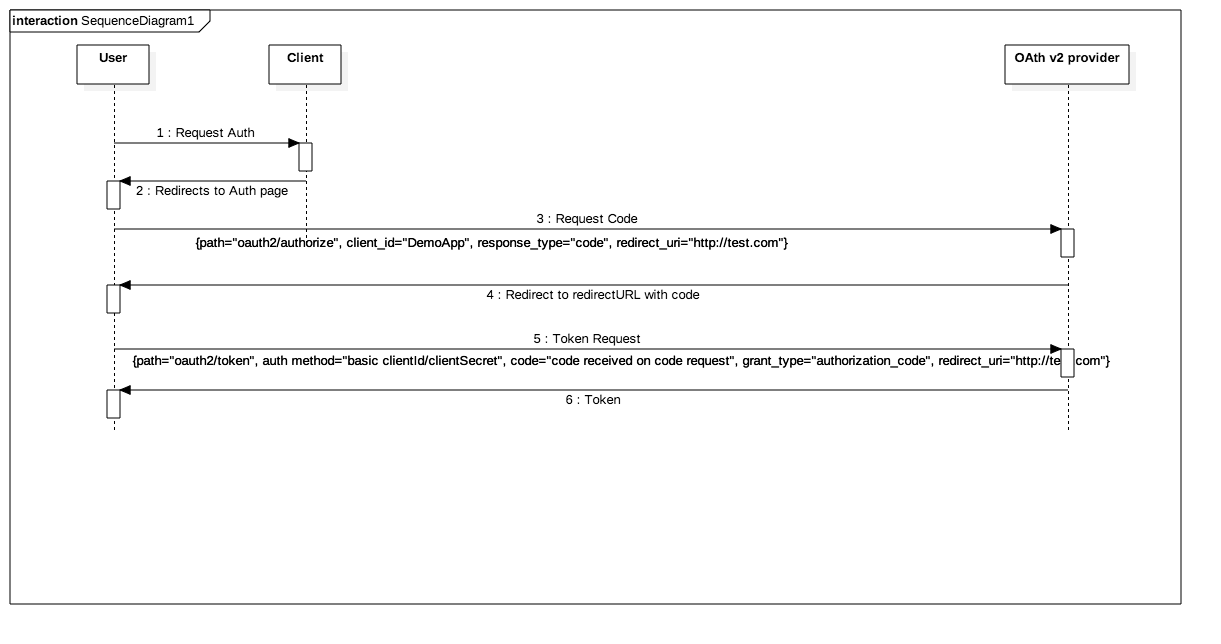 interaction SequenceDiagram1
User
Client
OAth v2 provider
1 : Request Auth
2 : Redirects to Auth page
3 : Request Code
{path="oauth2/authorize", client_id="DemoApp", response_type="code", redirect_uri="http://test.com"}
4 : Redirect to redirectURL with code
5 : Token Request
{path="oauth2/token", auth method="basic clientId/clientSecret", code="code received on code request", grant_type="authorization_code", redirect_uri="http://te com"}
6 : Token